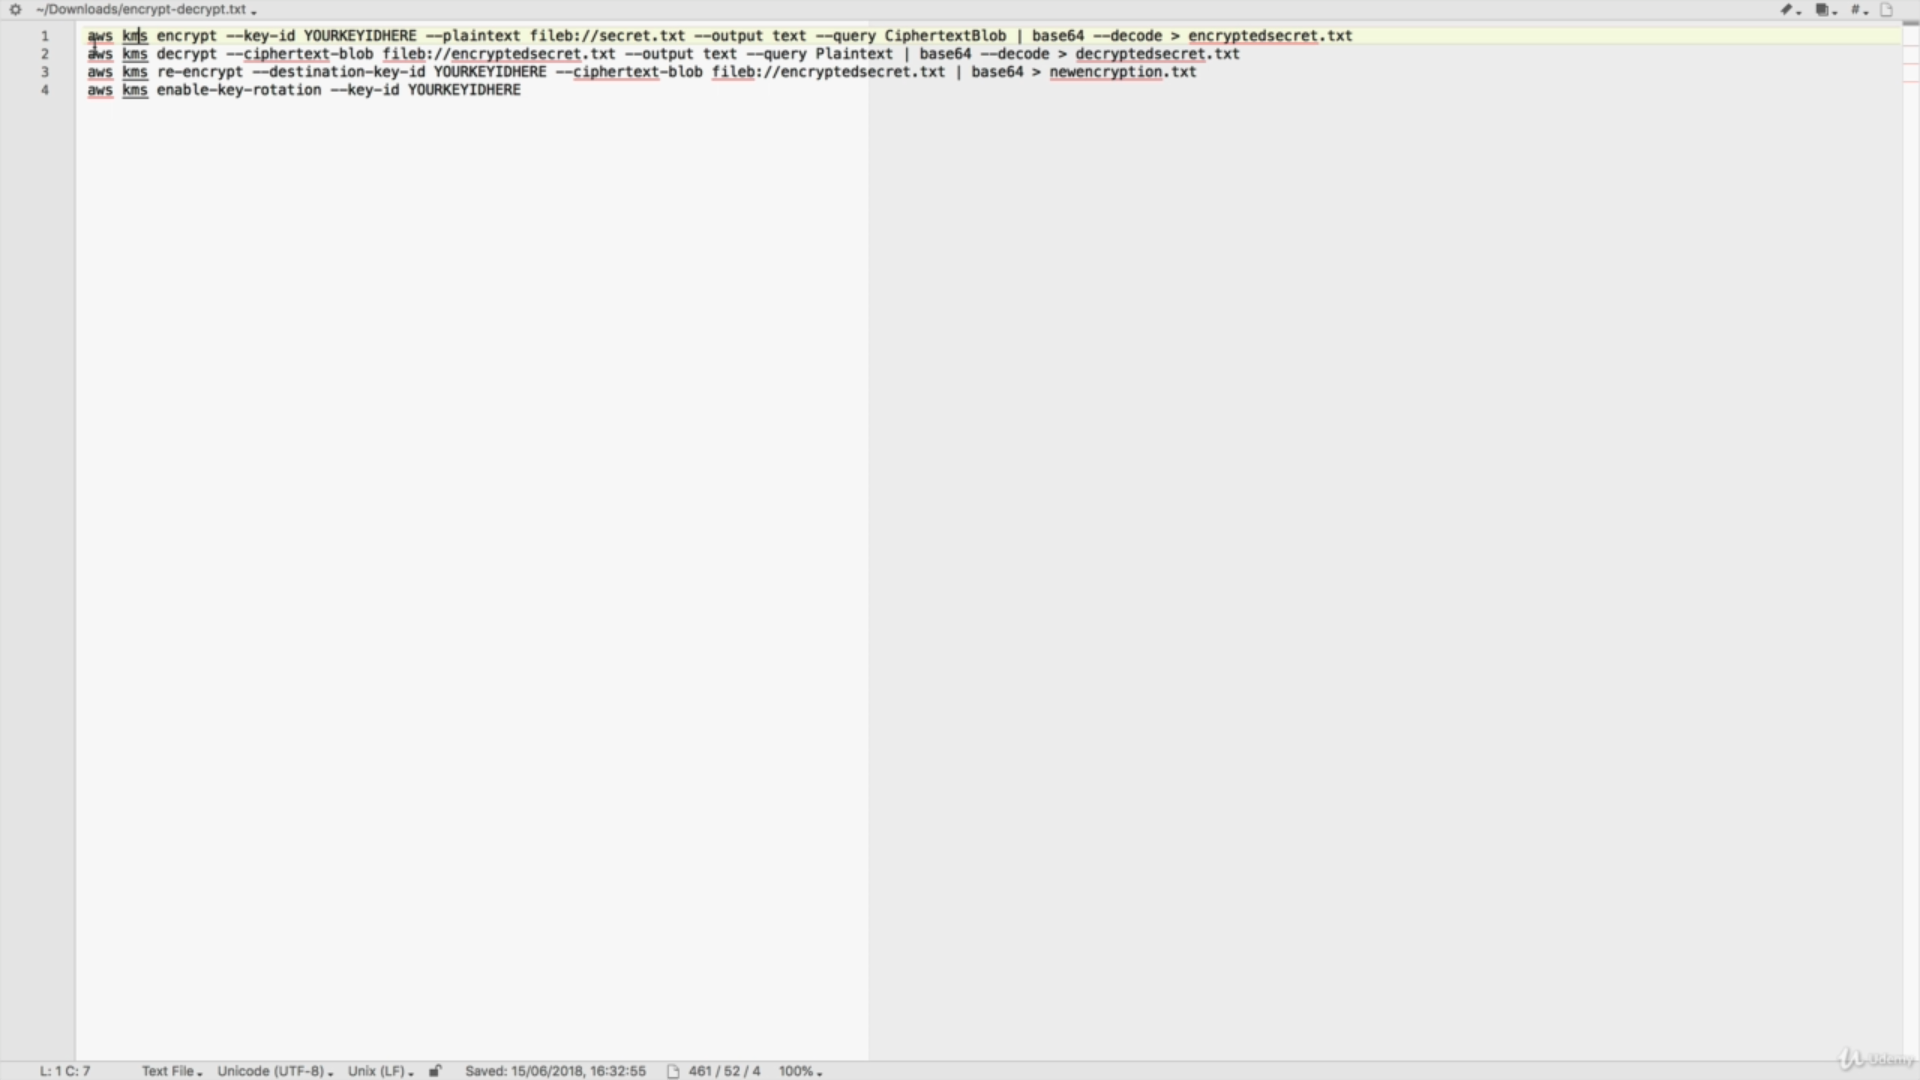 ~/Downloads/encrypt-decrypt.txt
1 aws kms encrypt --key-id YOURKEYIDHERE --plaintext fileb://secret.txt --output text --query CiphertextBlob | base64 --decode > encryptedsecret.txt
2 aws kms decrypt --ciphertext-blob fileb://encryptedsecret.txt --output text --query Plaintext | base64 --decode > decryptedsecret.txt
3 aws kms re-encrypt --destination-key-id YOURKEYIDHERE --ciphertext-blob fileb://encryptedsecret.txt | base64 > newencryption.txt
4 aws kms enable-key-rotation --key-id YOURKEYIDHERE
L: 1 C: 7 Text File Unicode (UTF-8) Unix (LF) Saved: 15/06/2018, 16:32:55 461 / 52 / 4 100%
Udemy